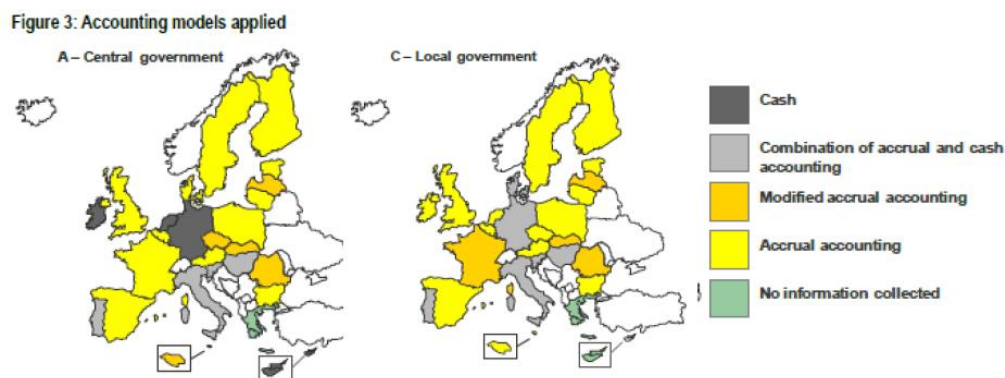 Figure 3: Accounting models applied
A – Central government
C – Local government
Cash
Combination of accrual and cash
accounting
Modified accrual accounting
Accrual accounting
No information collected